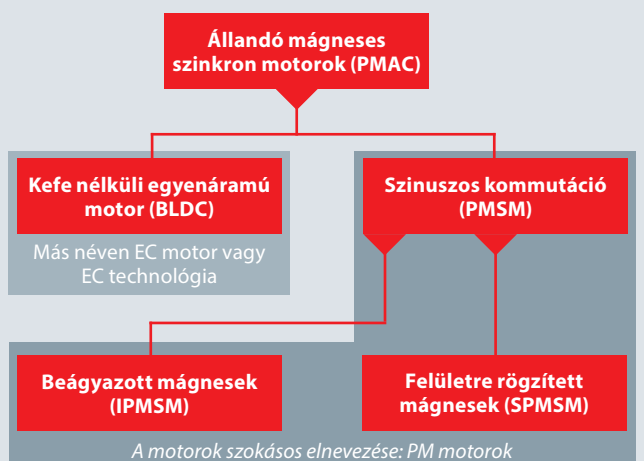 Állandó mágneses
szinkron motorok (PMAC)
Kefe nélküli egyenáramú
motor (BLDC)
Más néven EC motor vagy
EC technológia
Szinuszos kommutáció
(PMSM)
Beágyazott mágnesek
(IPMSM)
Felületre rögzített
mágnesek (SPMSM)
A motorok szokásos elnevezése: PM motorok